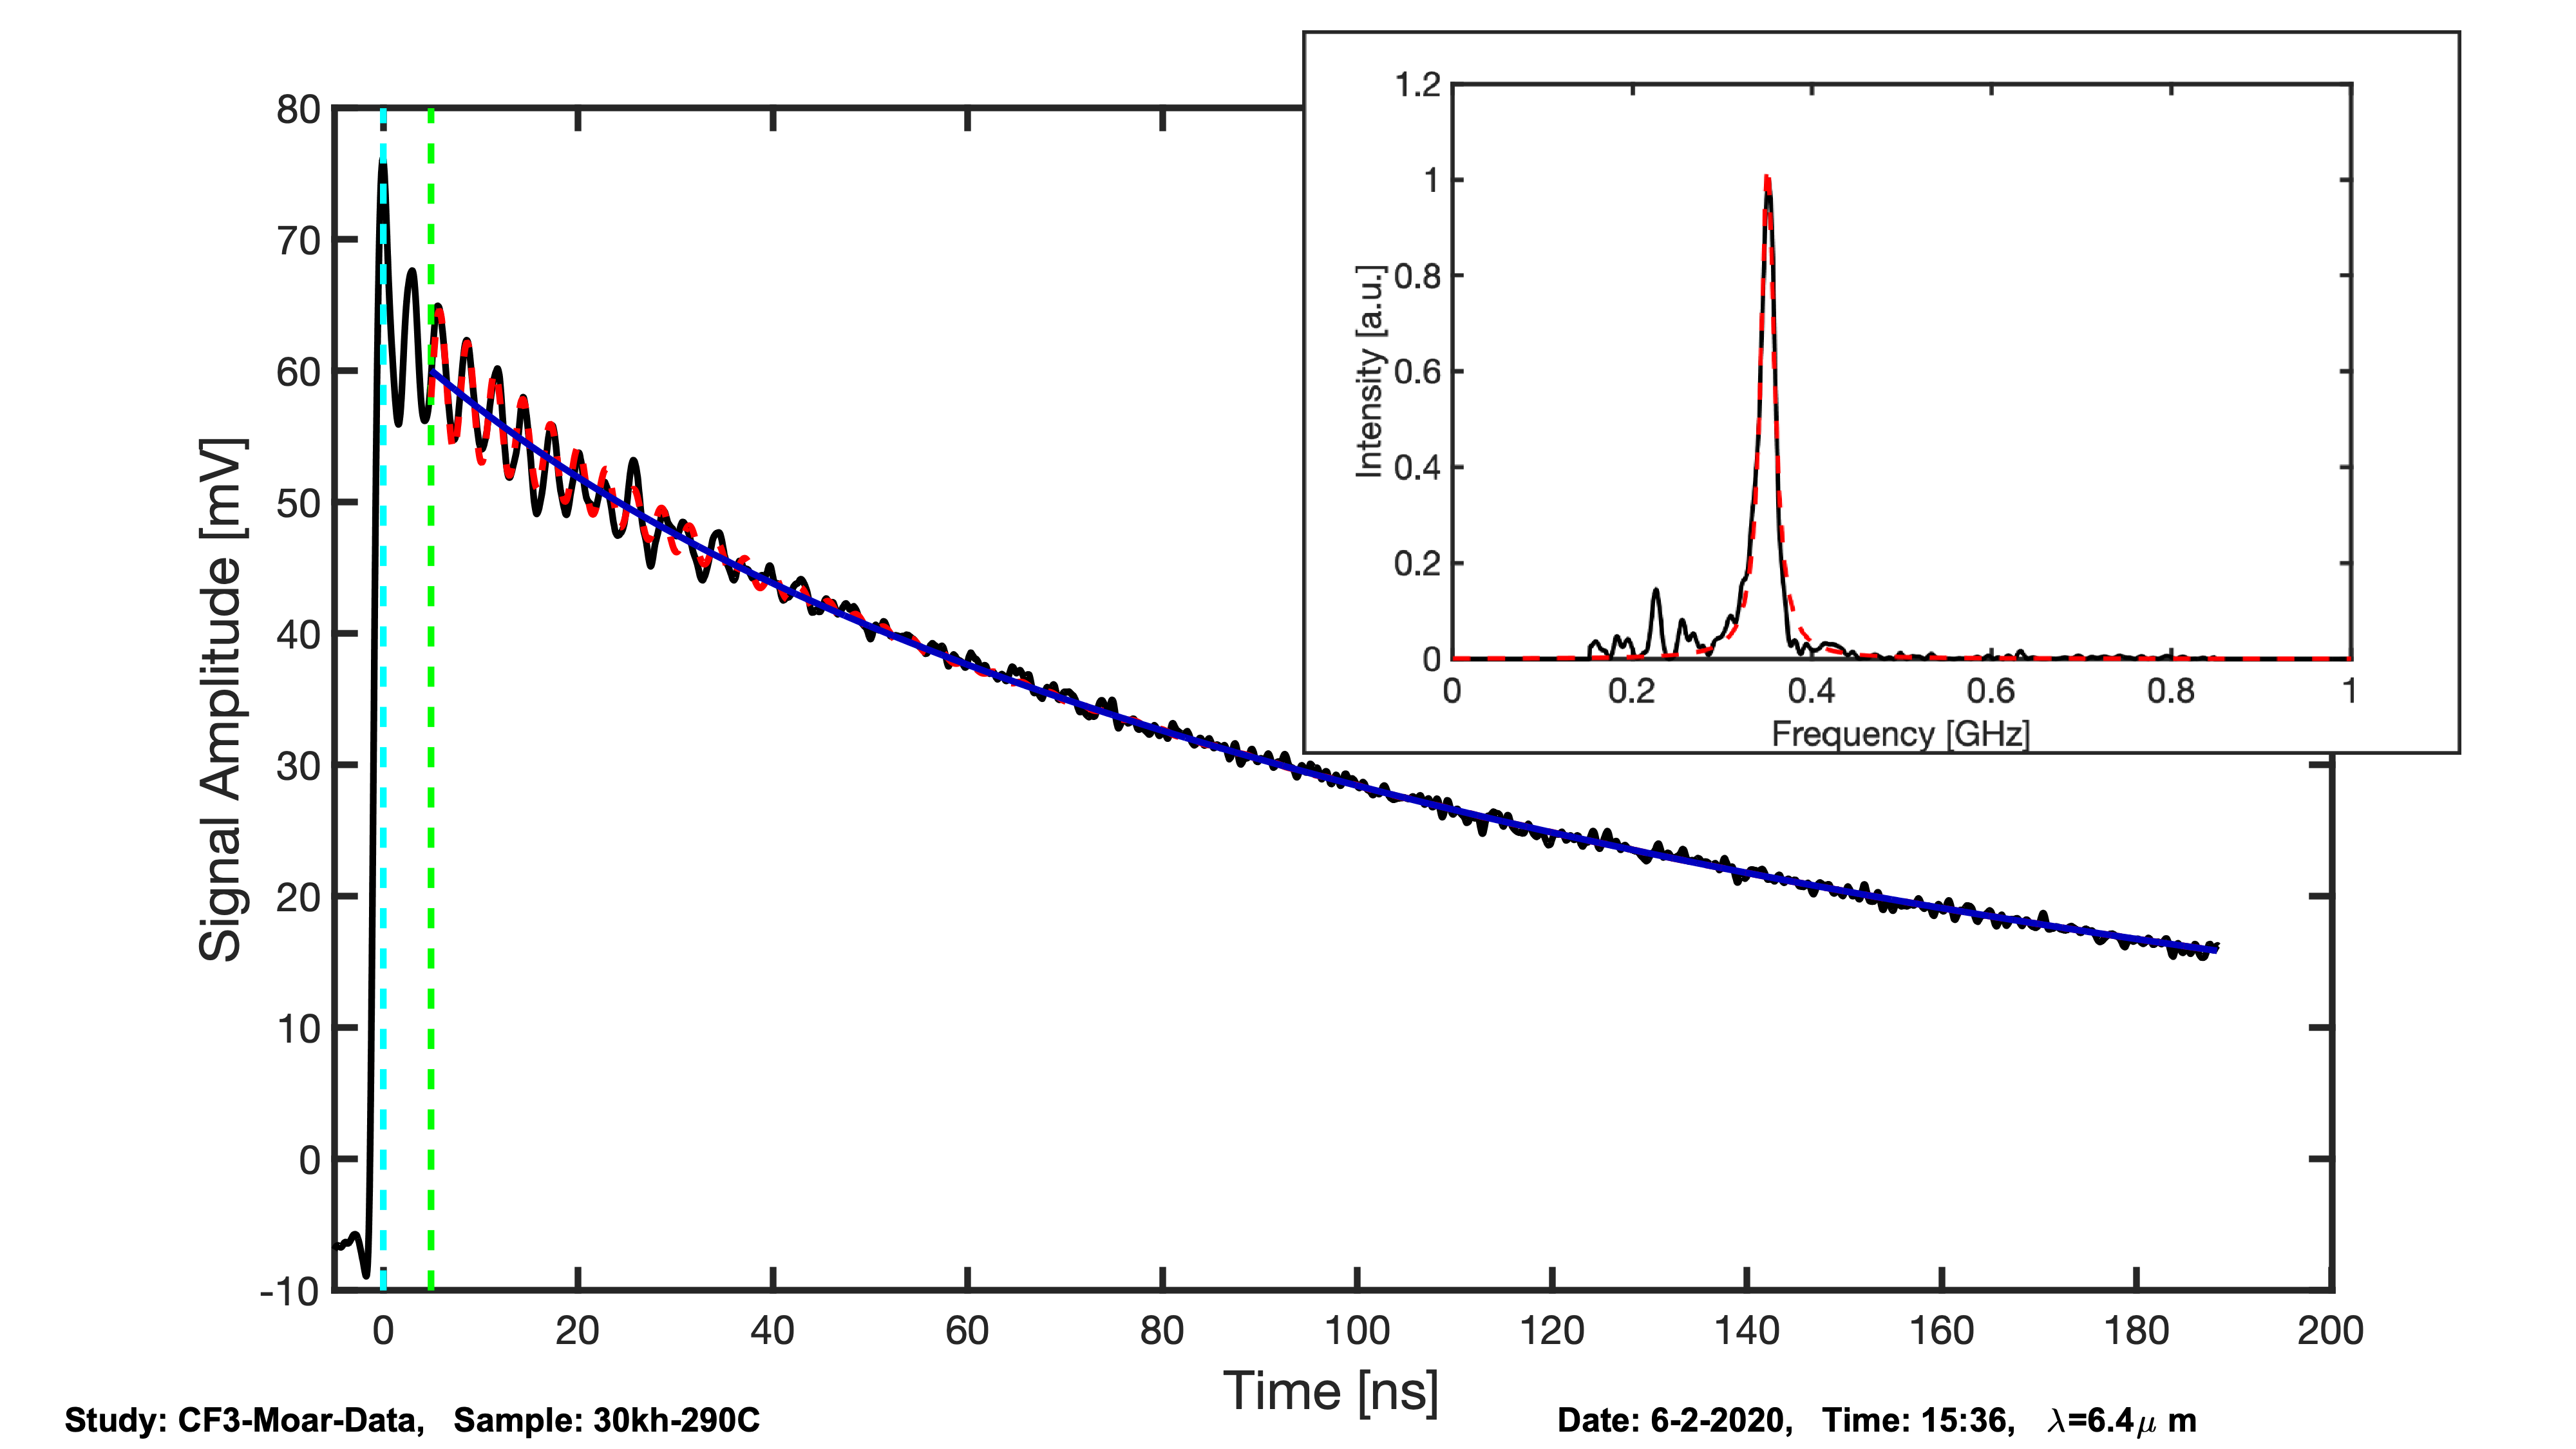 1.2
1
0.8
0.6
0.4
0.2
0
Intensity [a.u.]
0 0.2 0.4 0.6 0.8 1
Frequency [GHz]
80
70
60
50
40
30
20
10
0
-10
Signal Amplitude [mV]
0 20 40 60 80 100 120 140 160 180 200
Time [ns]
Study: CF3-Moar-Data, Sample: 30kh-290C
Date: 6-2-2020, Time: 15:36, λ=6.4μ m